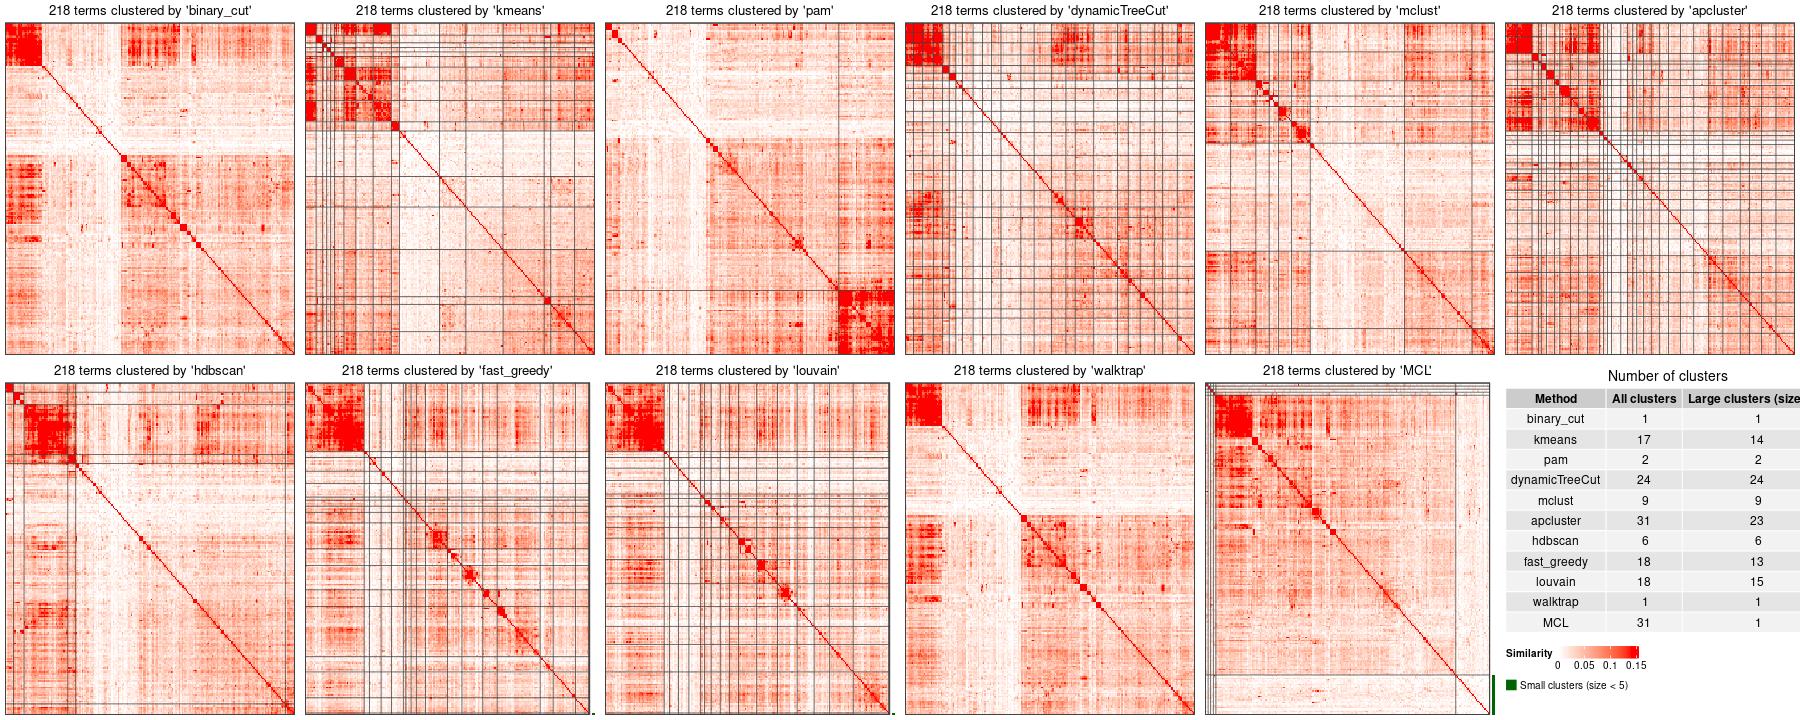 218 terms clustered by 'binary_cut'
218 terms clustered by 'kmeans'
218 terms clustered by 'pam'
218 terms clustered by 'dynamicTreeCut'
218 terms clustered by 'mclust'
218 terms clustered by 'apcluster'
218 terms clustered by 'hdbscan'
218 terms clustered by 'fast_greedy'
218 terms clustered by 'louvain'
218 terms clustered by 'walktrap'
218 terms clustered by 'MCL'
Number of clusters
Method All clusters Large clusters (size
binary_cut 1 1
kmeans 17 14
pam 2 2
dynamicTreeCut 24 24
mclust 9 9
apcluster 31 23
hdbscan 6 6
fast_greedy 18 13
louvain 18 15
walktrap 1 1
MCL 31 1
Similarity
0 0.05 0.1 0.15
Small clusters (size < 5)